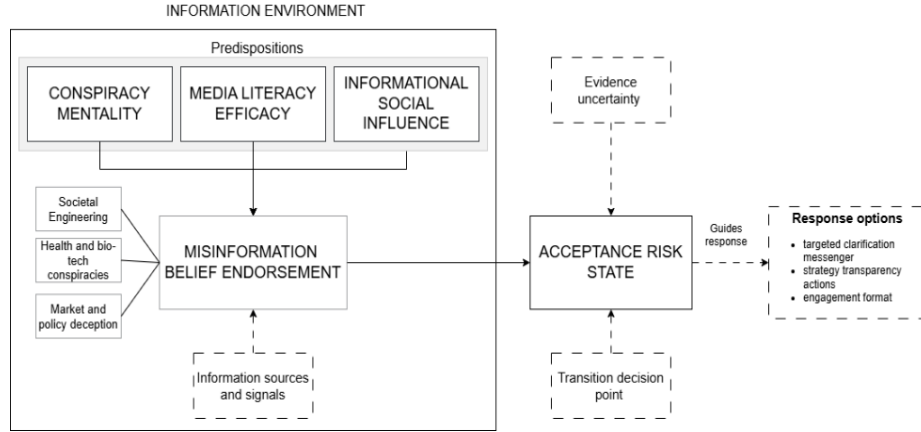 INFORMATION ENVIRONMENT
Predispositions
CONSPIRACY
MENTALITY
MEDIA LITERACY
EFFICACY
INFORMATIONAL
SOCIAL
INFLUENCE
Evidence
uncertainty
Societal
Engineering
Health and bio-
tech
conspiracies
Market and
policy deception
MISINFORMATION
BELIEF ENDORSEMENT
ACCEPTANCE RISK
STATE
Guides
response
Response options
• targeted clarification
messenger
• strategy transparency
actions
• engagement format
Information sources
and signals
Transition decision
point